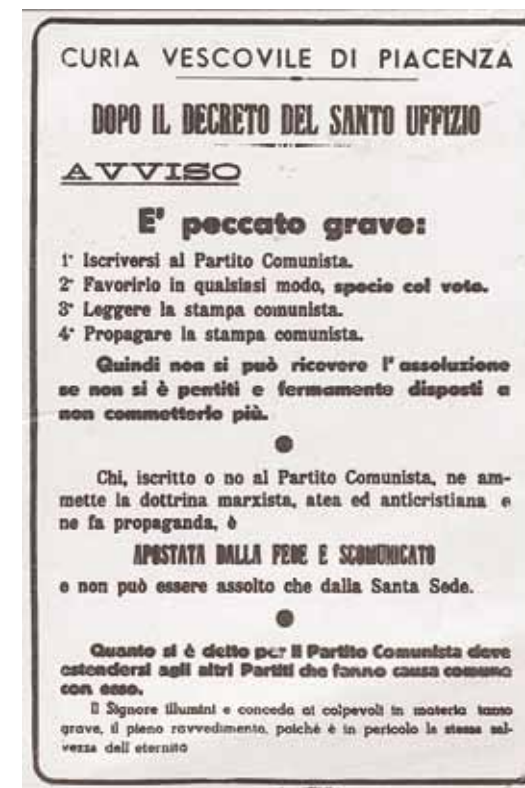 CURIA VESCOVILE DI PIACENZA
DOPO IL DECRETO DEL SANTO UFFIZIO
AVVISO
E' peccato grave:
1° Iscriversi al Partito Comunista.
2° Favorirlo in qualsiasi modo, specie col voto.
3° Leggere la stampa comunista.
4° Propagare la stampa comunista.
Quindi non si può ricevere l'assoluzione
se non si è pentiti e fermamente disposti a
non commetterlo più.
Chi, iscritto o no al Partito Comunista, ne am-
mette la dottrina marxista, atea ed anticristiana e
ne fa propaganda, è
APOSTATA DALLA FEDE E SCOMUNICATO
e non può essere assolto che dalla Santa Sede.
Quanto si è detto per il Partito Comunista deve
estendersi agli altri Partiti che fanno causa comune
con esso.
Il Signore illumini e conceda ai colpevoli in materia tanto
grave, il pieno ravvedimento, poichè è in pericolo la stessa sal-
vezza dell'eternità